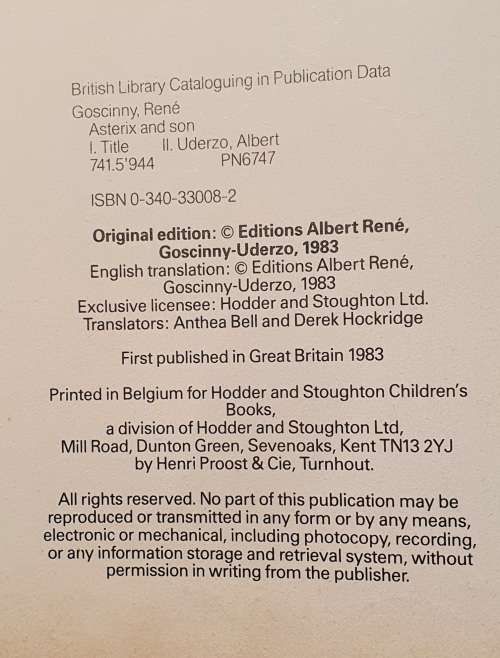 British Library Cataloguing in Publication Data
Goscinny, René
Asterix and son
I. Title II. Uderzo, Albert
741.5'944 PN6747
ISBN 0-340-33008-2
Original edition: © Editions Albert René,
Goscinny-Uderzo, 1983
English translation: © Editions Albert René,
Goscinny-Uderzo, 1983
Exclusive licensee: Hodder and Stoughton Ltd.
Translators: Anthea Bell and Derek Hockridge
First published in Great Britain 1983
Printed in Belgium for Hodder and Stoughton Children's
Books,
a division of Hodder and Stoughton Ltd,
Mill Road, Dunton Green, Sevenoaks, Kent TN13 2YJ
by Henri Proost & Cie, Turnhout.
All rights reserved. No part of this publication may be
reproduced or transmitted in any form or by any means,
electronic or mechanical, including photocopy, recording,
or any information storage and retrieval system, without
permission in writing from the publisher.